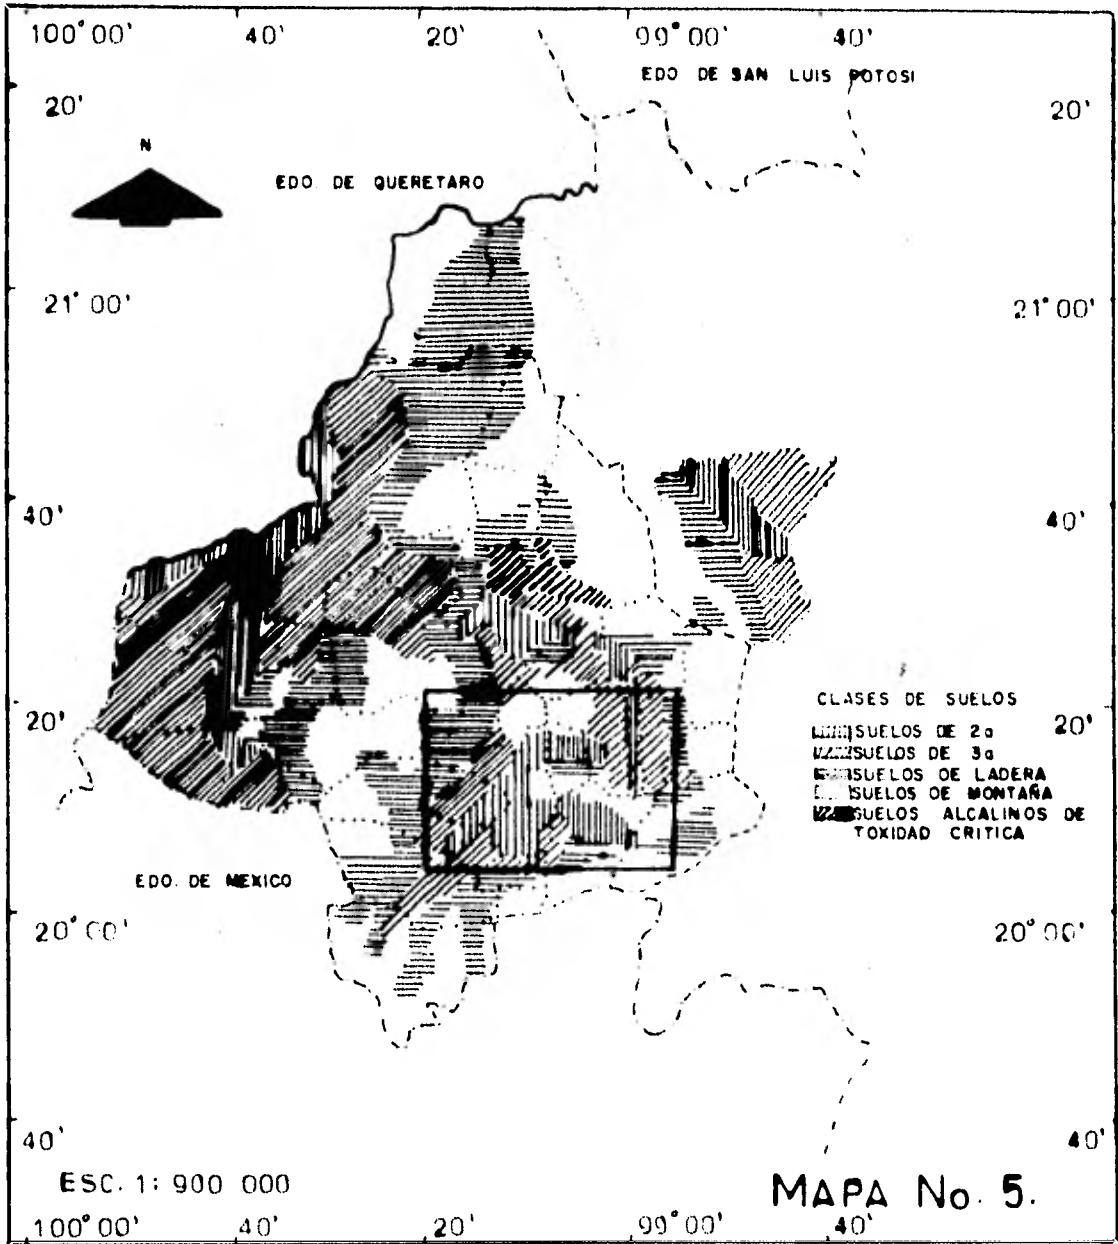 100° 00' 40' 20' 99° 00' 40'
EDO DE SAN LUIS POTOSI
20' 20'
N
EDO. DE QUERETARO
21° 00' 21° 00'
40' 40'
CLASES DE SUELOS
20' 20'
SUELOS DE 2a
SUELOS DE 3a
SUELOS DE LADERA
SUELOS DE MONTAÑA
SUELOS ALCALINOS DE
TOXIDAD CRITICA
EDO. DE MEXICO
20° 00' 20° 00'
40' 40'
ESC. 1: 900 000
MAPA No. 5.
100° 00' 40' 20' 99° 00' 40'